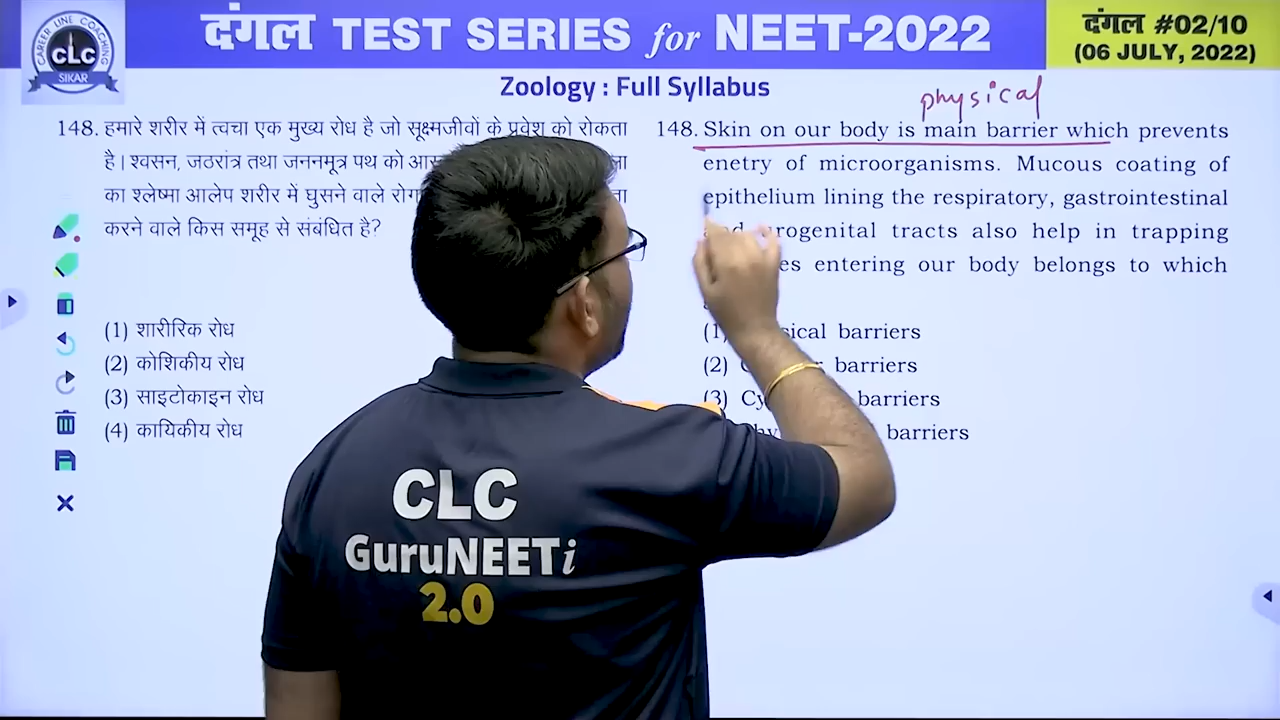 CAREER LINE COACHING
CLC
SIKAR
दंगल TEST SERIES for NEET-2022
दंगल #02/10
(06 JULY, 2022)
Zoology : Full Syllabus
physical
148. हमारे शरीर में त्वचा एक मुख्य रोध है जो सूक्ष्मजीवों के प्रवेश को रोकता
है। श्वसन, जठरांत्र तथा जननमूत्र पथ को
का श्लेष्मा आलेप शरीर में घुसने वाले
करने वाले किस समूह से संबंधित है?
(1) शारीरिक रोध
(2) कोशिकीय रोध
(3) साइटोकाइन रोध
(4) कायिकीय रोध
148. Skin on our body is main barrier which prevents
enetry of microorganisms. Mucous coating of
epithelium lining the respiratory, gastrointestinal
urogenital tracts also help in trapping
entering our body belongs to which
(1) barriers
(2) barriers
(3) barriers
barriers
CLC
GuruNEETi
2.0